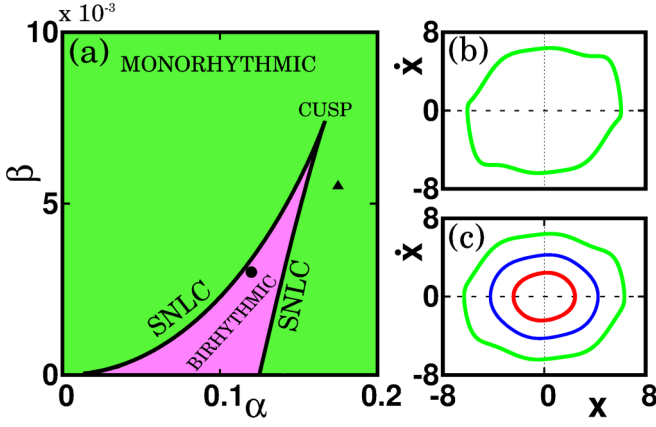 10
x 10⁻³
(a)
MONORHYTHMIC
CUSP
β
5
SNLC
BIRHYTHMIC
SNLC
0
0
0.1
α
0.2
8
(b)
ẋ
0
-8
8
(c)
ẋ
0
-8
-8
0
8
x